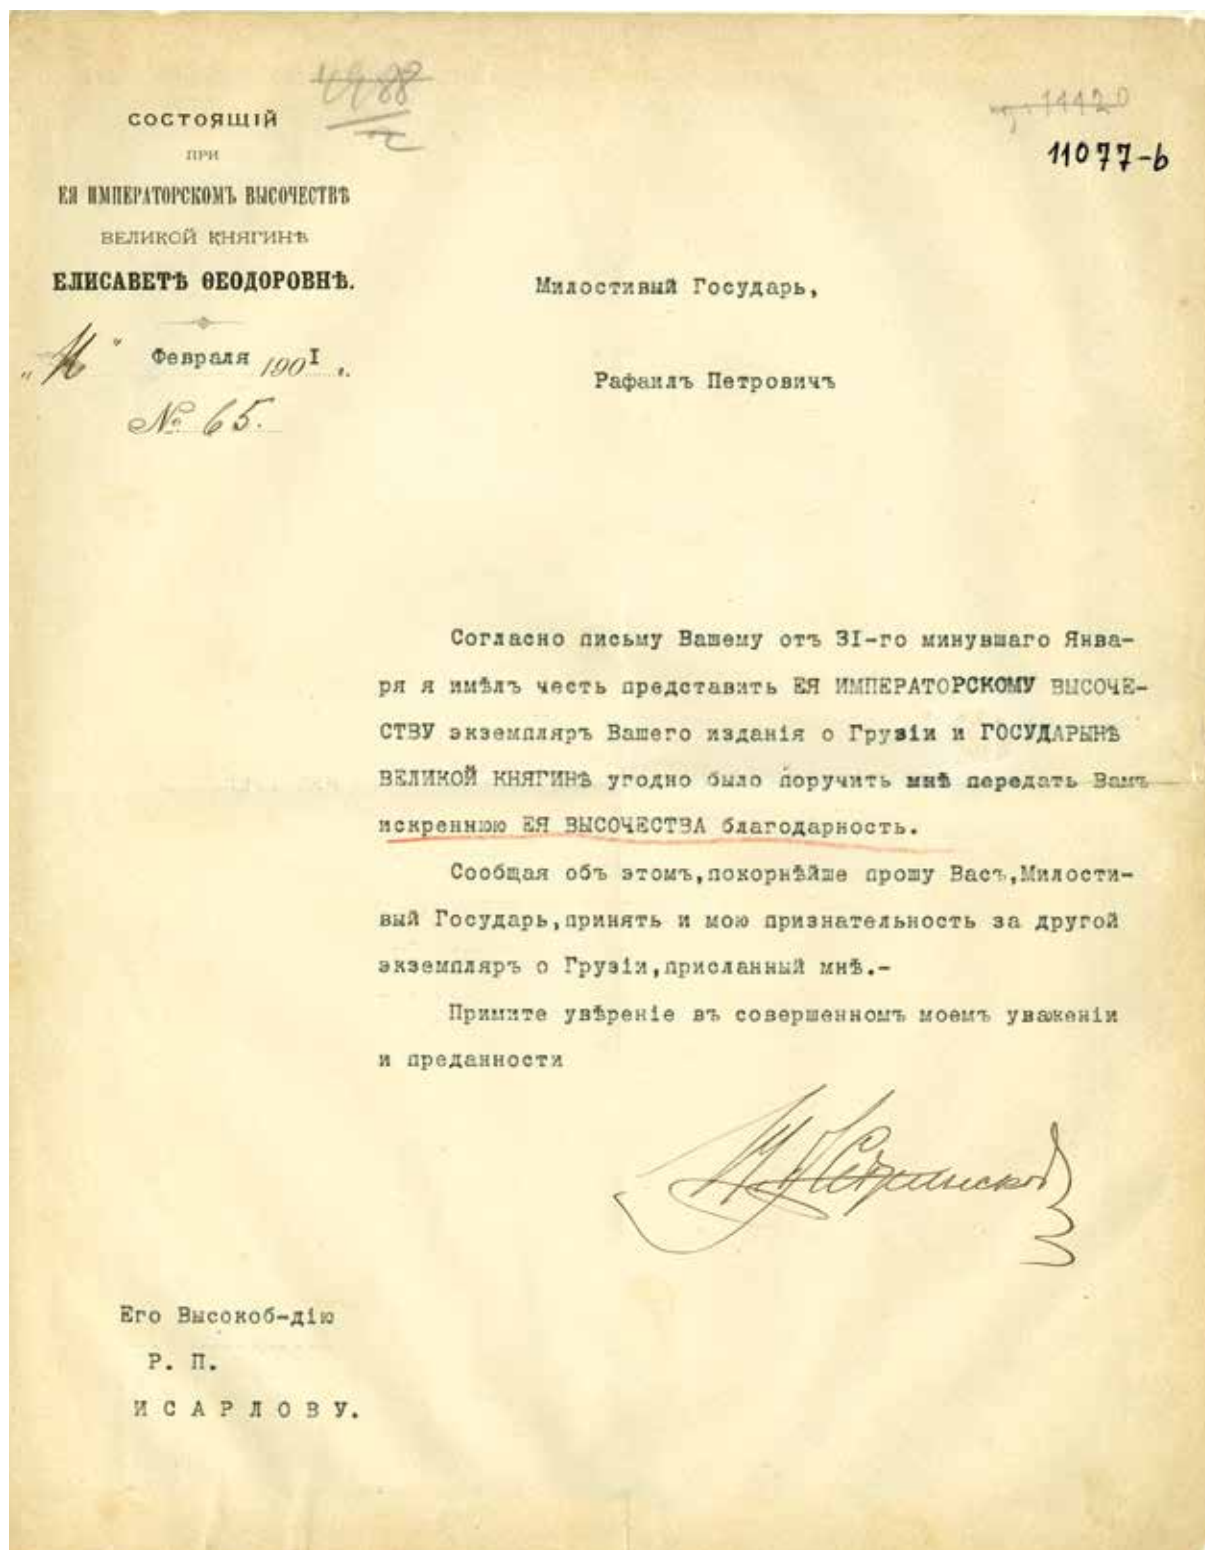 4988
11420
11077-b
СОСТОЯЩІЙ
ПРИ
ЕЯ ИМПЕРАТОРСКОМЪ ВЫСОЧЕСТВѢ
ВЕЛИКОЙ КНЯГИНѢ
ЕЛИСАВЕТѢ ѲЕОДОРОВНѢ.
Февраля 1901 г.
№ 65.
Милостивый Государь,
Рафаилъ Петровичъ
Согласно письму Вашему отъ 3I-го минувшаго Янва-
ря я имѣлъ честь представить ЕЯ ИМПЕРАТОРСКОМУ ВЫСОЧЕ-
СТВУ экземпляръ Вашего изданія о Грузіи и ГОСУДАРЫНѢ
ВЕЛИКОЙ КНЯГИНѢ угодно было поручить мнѣ передать Вамъ
искреннюю ЕЯ ВЫСОЧЕСТВА благодарность.
Сообщая объ этомъ,покорнѣйше прошу Васъ,Милости-
вый Государь,принять и мою признательность за другой
экземпляръ о Грузіи,присланный мнѣ.-
Примите увѣреніе въ совершенномъ моемъ уваженіи
и преданности
Его Высокоб-дію
Р. П.
ИСАРЛОВУ.